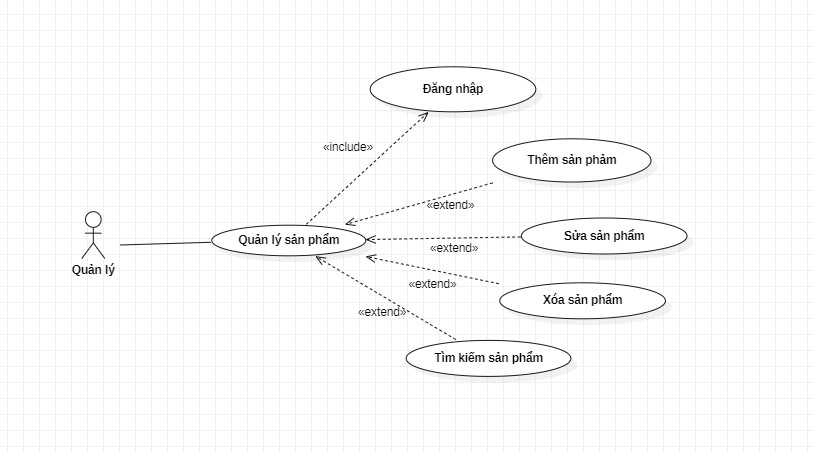 Đăng nhập
«include»
Thêm sản phảm
«extend»
Quản lý sản phẩm
Sửa sản phẩm
«extend»
Quản lý
«extend»
Xóa sản phẩm
«extend»
Tìm kiếm sản phẩm